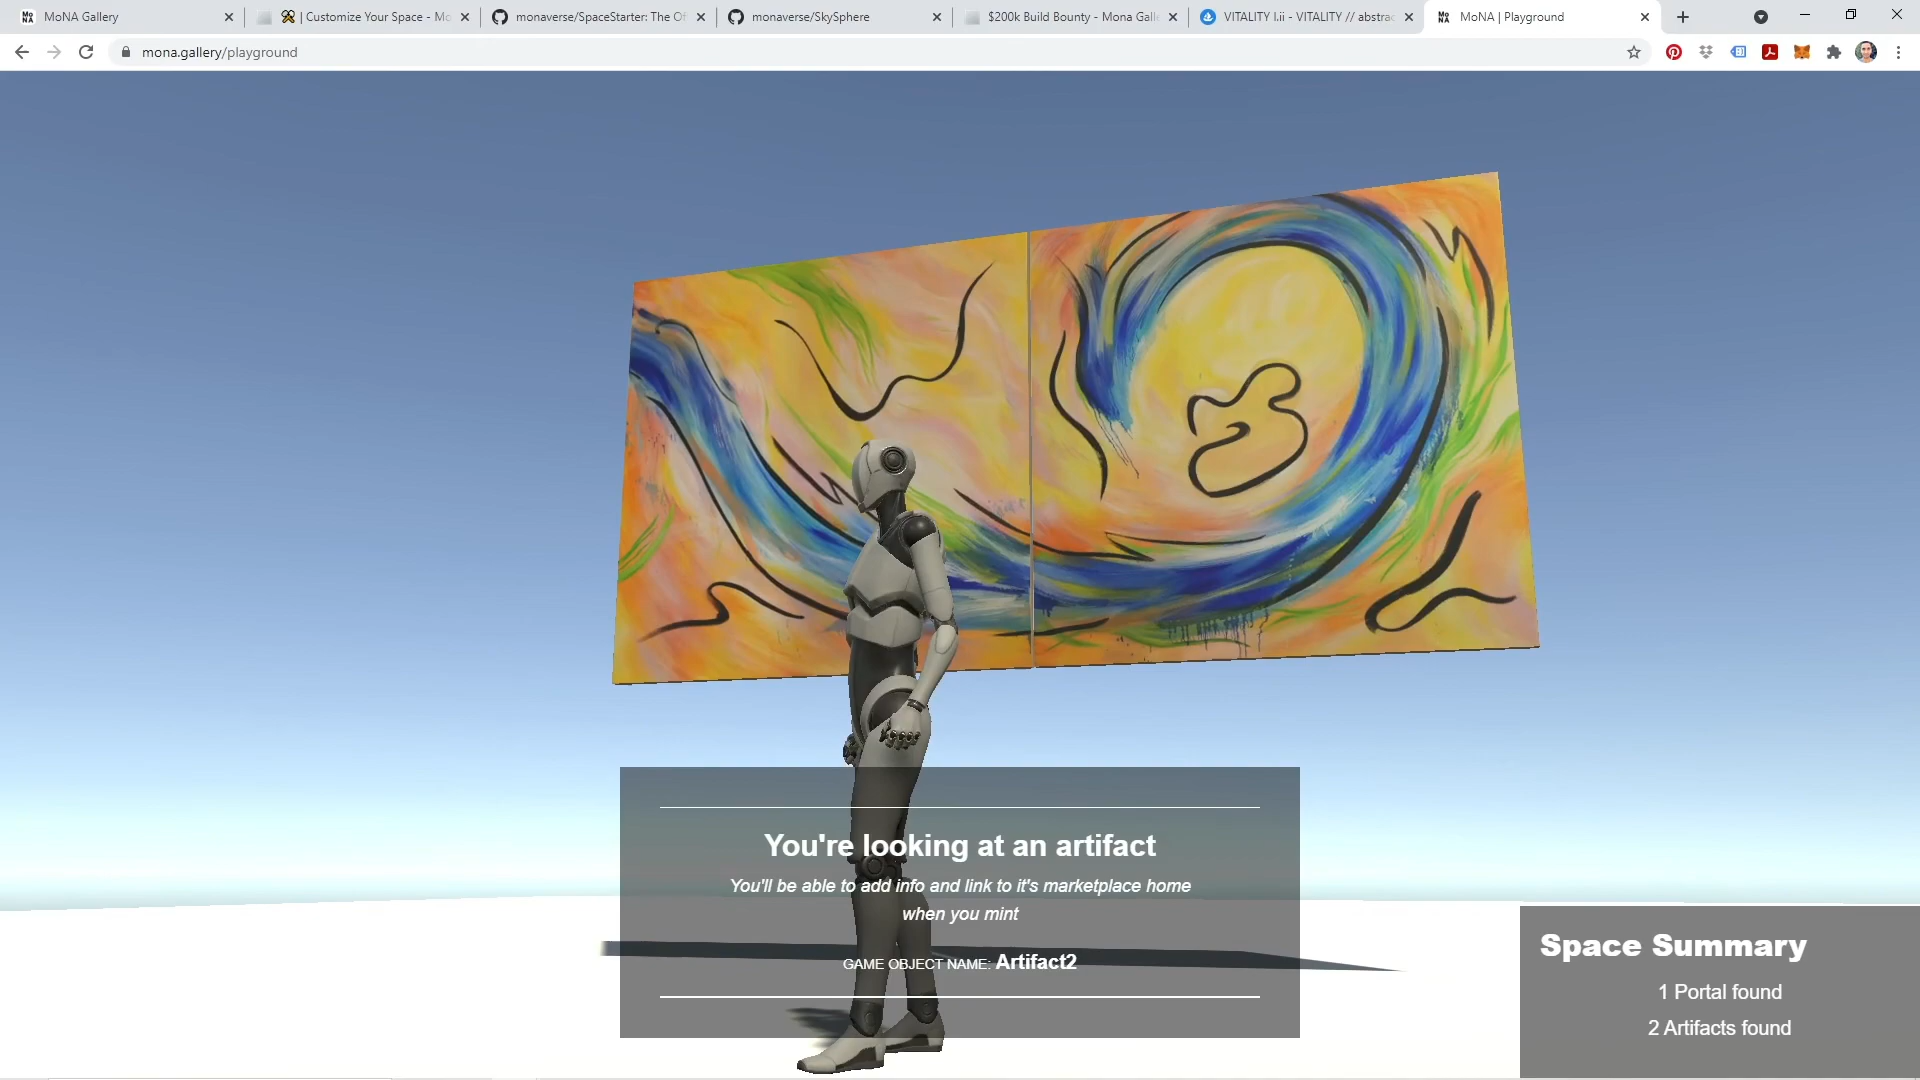 MoNA Gallery
| Customize Your Space - Mo
monaverse/SpaceStarter: The Of
monaverse/SkySphere
$200k Build Bounty - Mona Galle
VITALITY I.ii - VITALITY // abstrac
MoNA | Playground
mona.gallery/playground
You're looking at an artifact
You'll be able to add info and link to it's marketplace home
when you mint
GAME OBJECT NAME: Artifact2
Space Summary
1 Portal found
2 Artifacts found